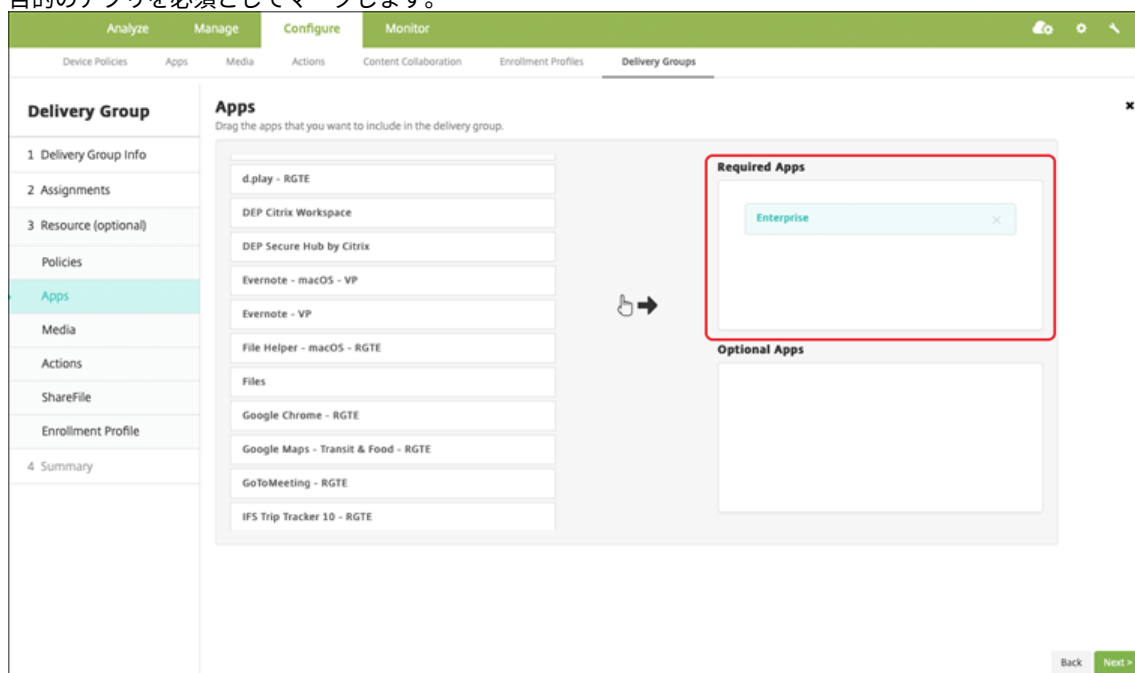 目的のアプリを必須としてマークします。
Analyze Manage Configure Monitor
Device Policies Apps Media Actions Content Collaboration Enrollment Profiles Delivery Groups
Delivery Group
1 Delivery Group Info
2 Assignments
3 Resource (optional)
Policies
Apps
Media
Actions
ShareFile
Enrollment Profile
4 Summary
Apps
Drag the apps that you want to include in the delivery group.
d.play - RGTE
DEP Citrix Workspace
DEP Secure Hub by Citrix
Evernote - macOS - VP
Evernote - VP
File Helper - macOS - RGTE
Files
Google Chrome - RGTE
Google Maps - Transit & Food - RGTE
GoToMeeting - RGTE
IFS Trip Tracker 10 - RGTE
Required Apps
Enterprise
Optional Apps
Back Next >